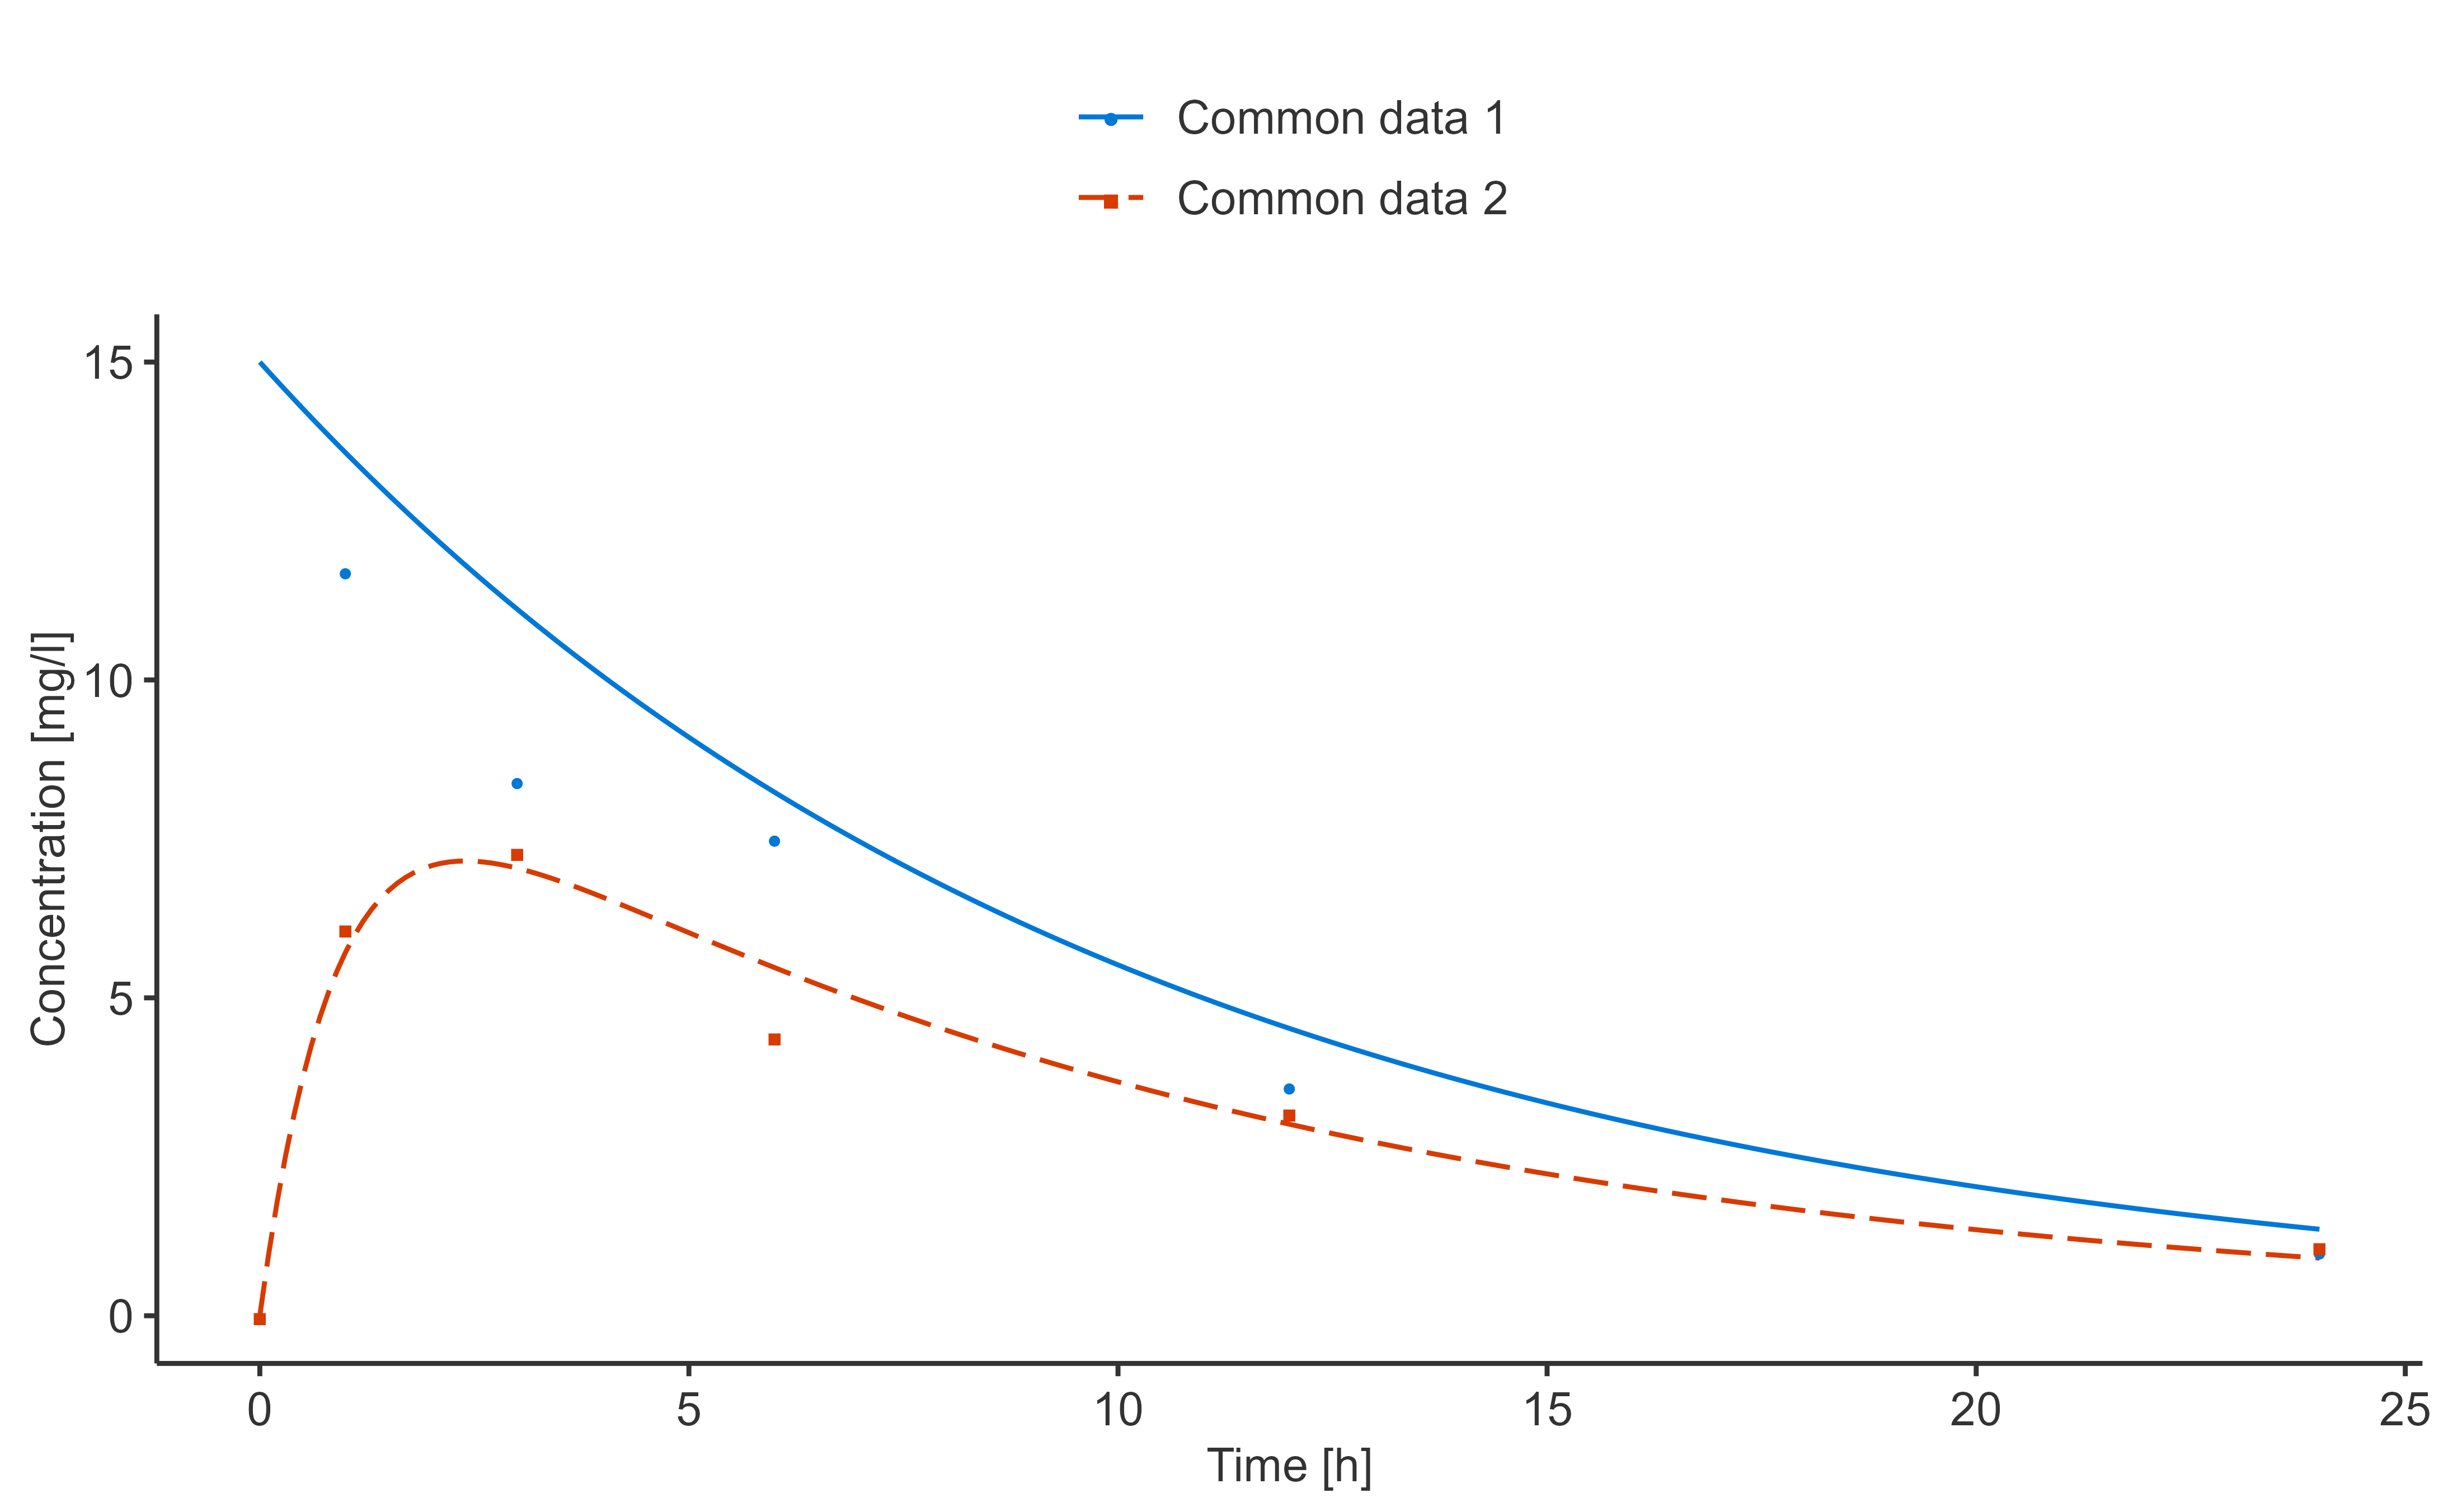 Common data 1
Common data 2
15
10
5
0
Concentration [mg/l]
0 5 10 15 20 25
Time [h]